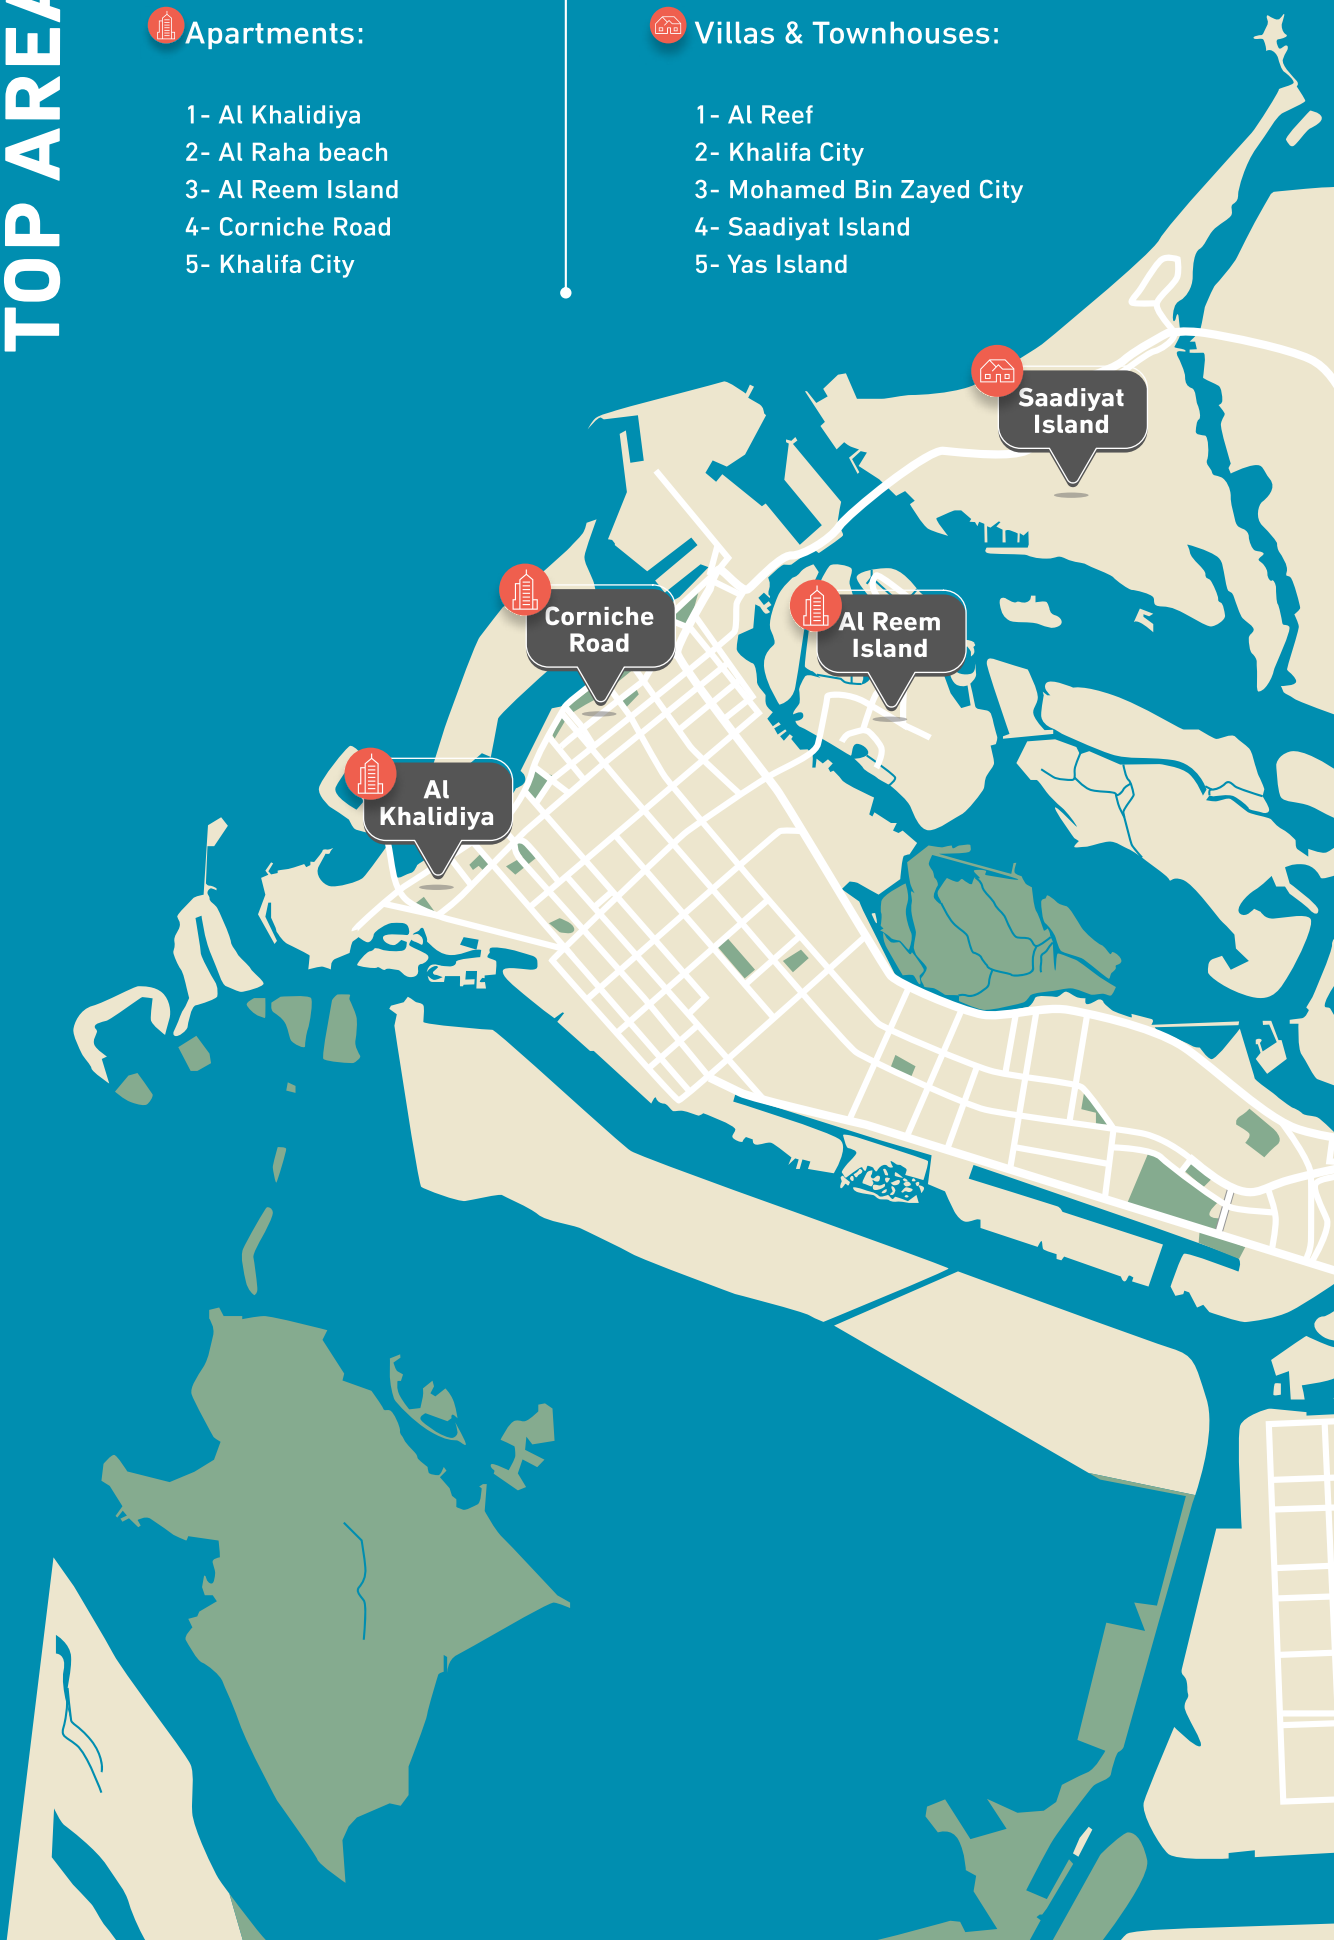 TOP AREA
Apartments:
1- Al Khalidiya
2- Al Raha beach
3- Al Reem Island
4- Corniche Road
5- Khalifa City
Villas & Townhouses:
1- Al Reef
2- Khalifa City
3- Mohamed Bin Zayed City
4- Saadiyat Island
5- Yas Island
Saadiyat
Island
Corniche
Road
Al Reem
Island
Al
Khalidiya